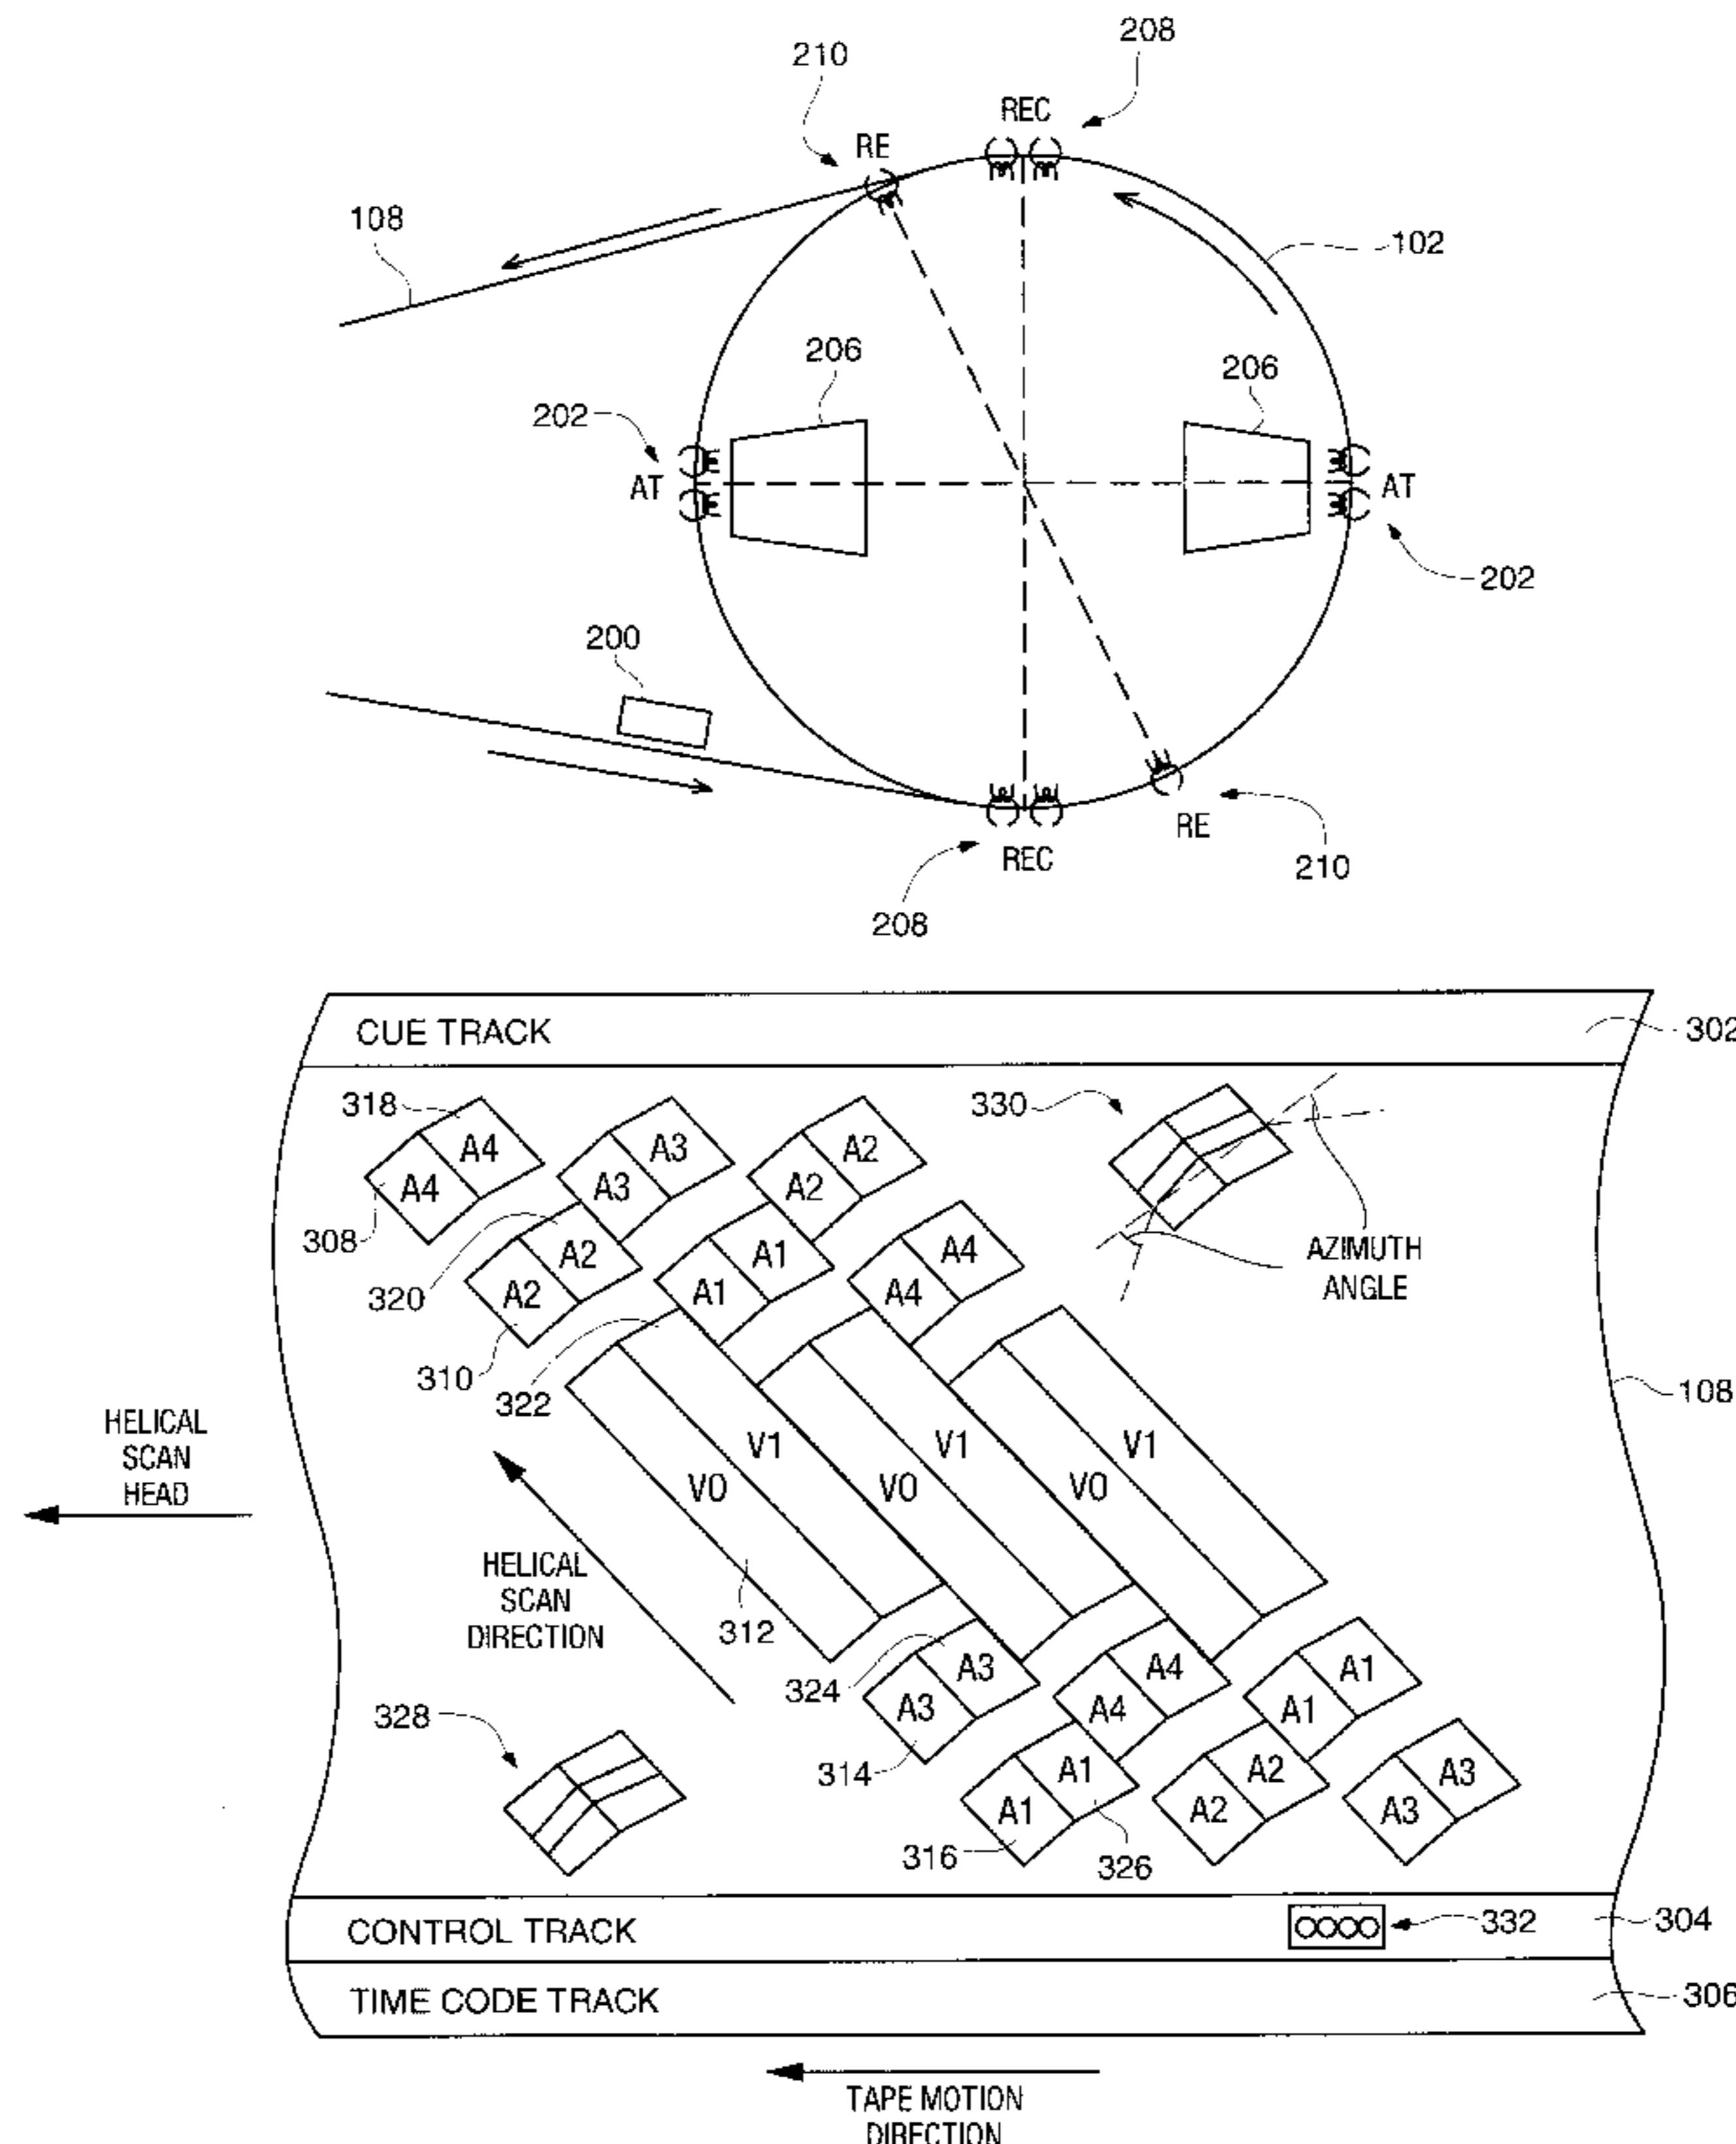 208
210
REC
RE
108
102
206
206
202
AT
AT
202
200
RE
REC
210
208
CUE TRACK
302
318
A4
A3
A2
330
A4
A3
A2
308
A2
A1
A4
AZIMUTH
ANGLE
320
A2
A1
A4
310
322
108
HELICAL
SCAN
HEAD
V1
V1
V1
V0
V0
V0
HELICAL
SCAN
DIRECTION
312
324
A3
A4
A1
A3
A4
A1
328
314
A1
A2
A3
A1
A2
A3
316
326
CONTROL TRACK
332
304
TIME CODE TRACK
306
TAPE MOTION
DIRECTION